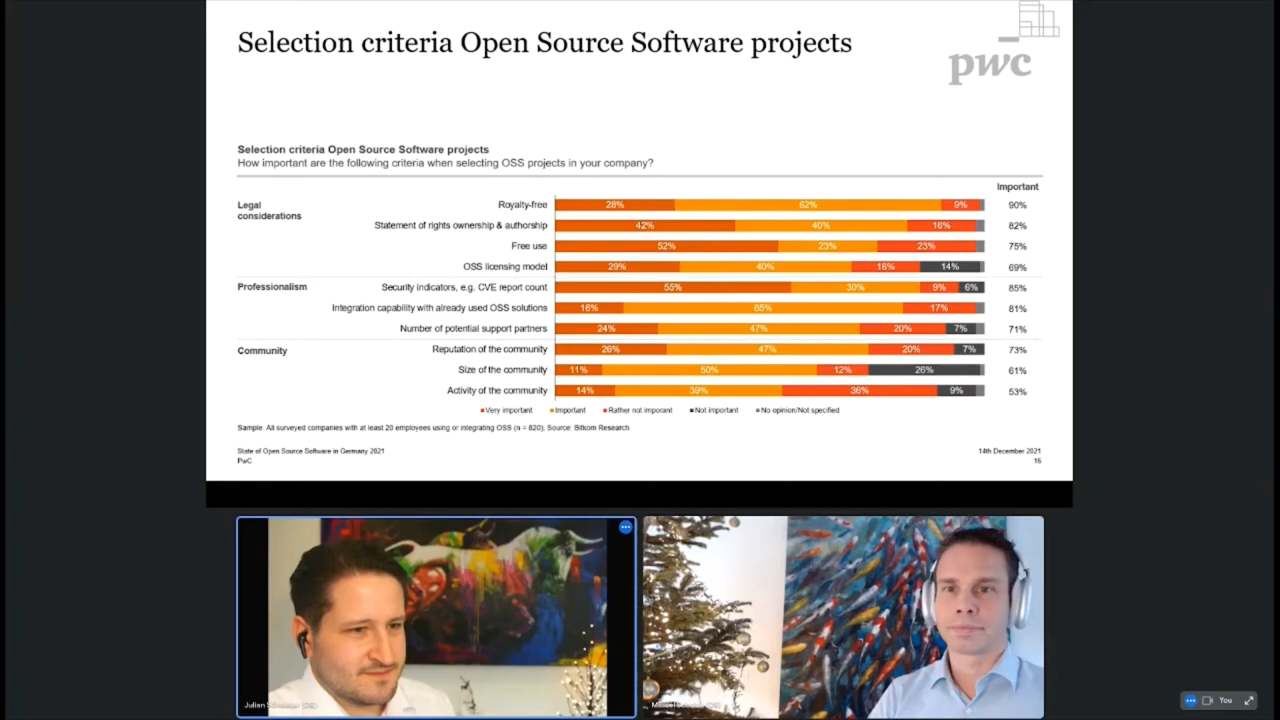 Selection criteria Open Source Software projects
pwc
Selection criteria Open Source Software projects
How important are the following criteria when selecting OSS projects in your company?
Important
Legal considerations
Royalty-free 28% 62% 9% 90%
Statement of rights ownership & authorship 42% 40% 16% 82%
Free use 52% 23% 23% 75%
OSS licensing model 29% 40% 16% 14% 69%
Professionalism
Security indicators, e.g. CVE report count 55% 30% 9% 6% 85%
Integration capability with already used OSS solutions 16% 65% 17% 81%
Number of potential support partners 24% 47% 20% 7% 71%
Community
Reputation of the community 26% 47% 20% 7% 73%
Size of the community 11% 50% 12% 26% 61%
Activity of the community 14% 39% 36% 9% 53%
Very important Important Rather not imporant Not important No opinion/Not specified
Sample: All surveyed companies with at least 20 employees using or integrating OSS (n = 820); Source: Bitkom Research
State of Open Source Software in Germany 2021
PwC
14th December 2021
16
Julian
You